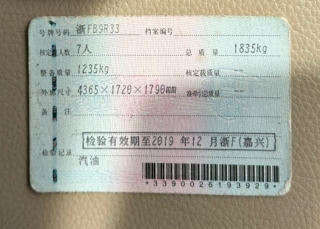 号牌号码 浙FB9R33 档案编号
核定载人数 7人 总质量 1835kg
整备质量 1235kg 核定载质量
外廓尺寸 4365×1720×1790mm 准牵引总质量
检验有效期至2019 年12 月浙F(嘉兴)
检验记录
汽油
*3390026193929*